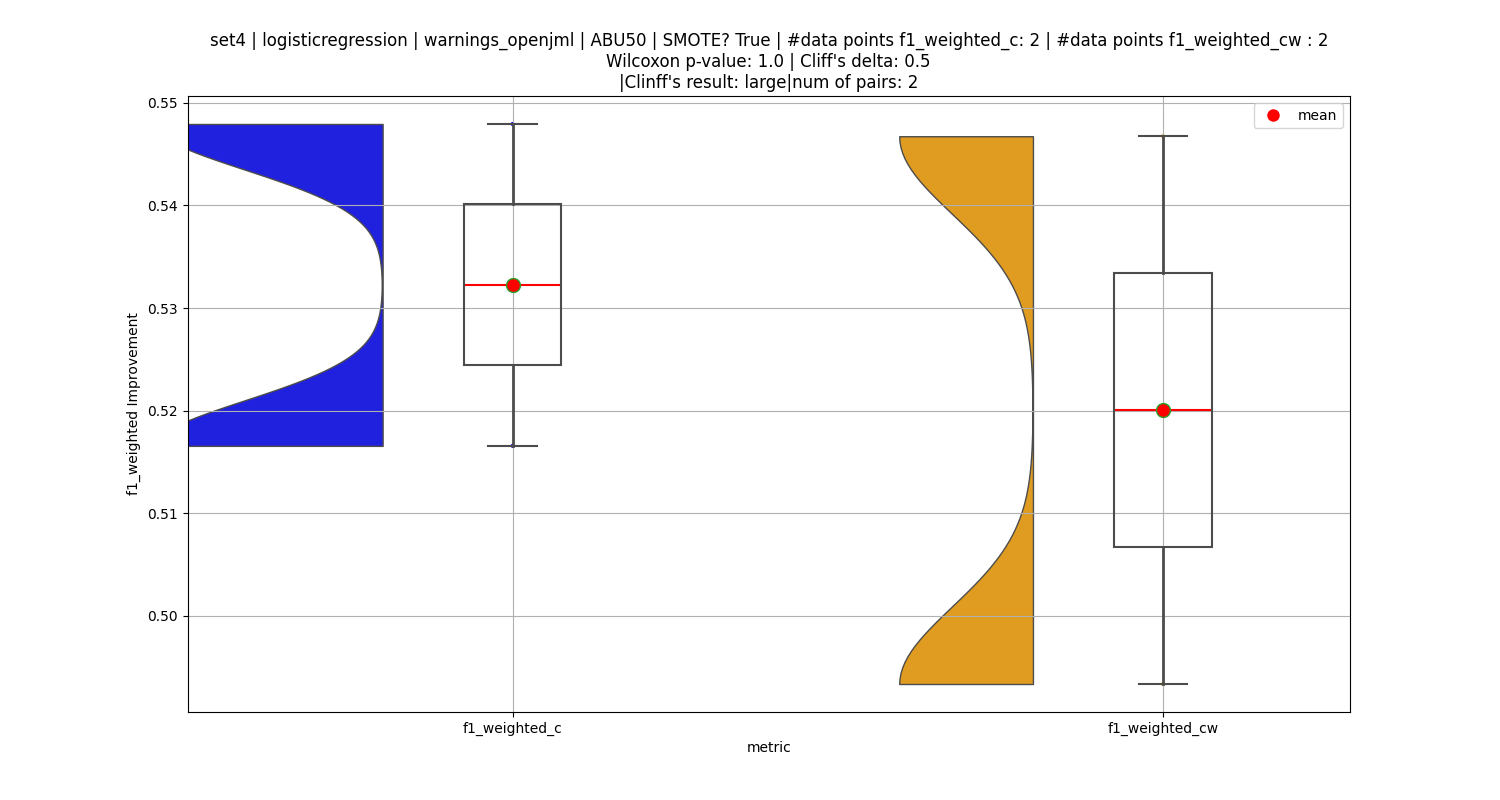 set4 | logisticregression | warnings_openjml | ABU50 | SMOTE? True | #data points f1_weighted_c: 2 | #data points f1_weighted_cw : 2
Wilcoxon p-value: 1.0 | Cliff's delta: 0.5
|Clinff's result: large|num of pairs: 2
mean
f1_weighted Improvement
0.55
0.54
0.53
0.52
0.51
0.50
f1_weighted_c
f1_weighted_cw
metric